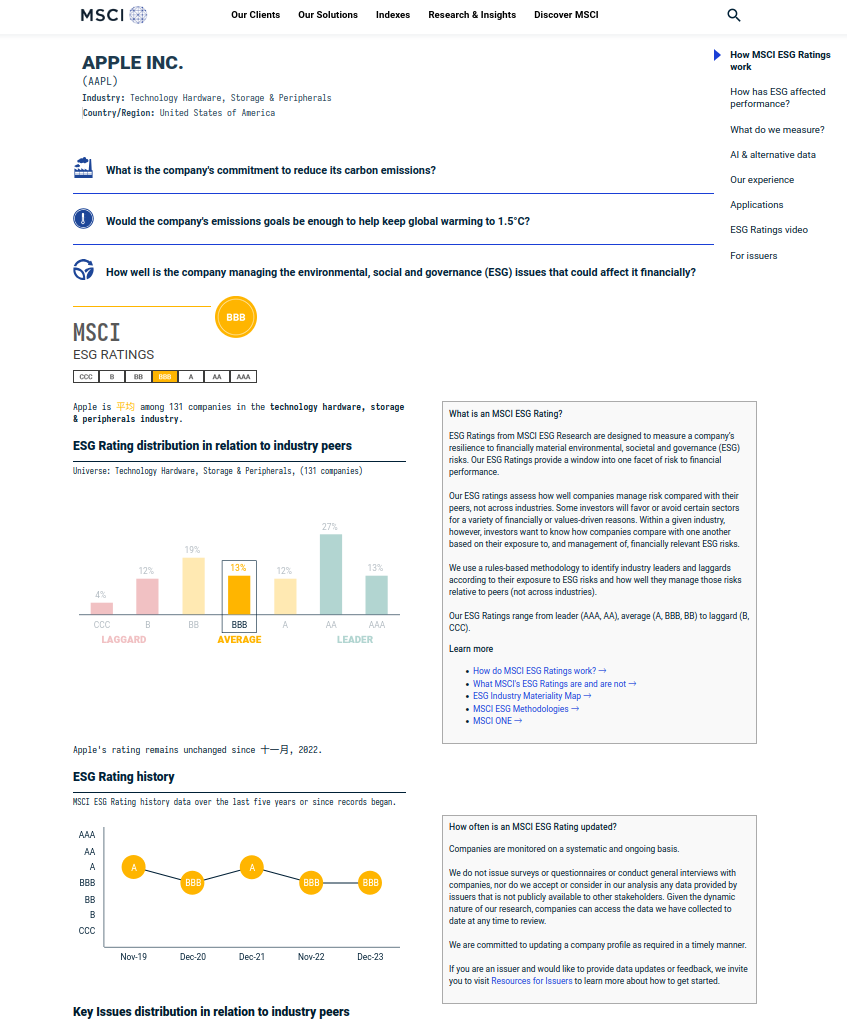 MSCI
Our Clients Our Solutions Indexes Research & Insights Discover MSCI
APPLE INC.
(AAPL)
Industry: Technology Hardware, Storage & Peripherals
Country/Region: United States of America
How MSCI ESG Ratings
work
How has ESG affected
performance?
What do we measure?
AI & alternative data
Our experience
Applications
ESG Ratings video
For issuers
What is the company's commitment to reduce its carbon emissions?
Would the company's emissions goals be enough to help keep global warming to 1.5°C?
How well is the company managing the environmental, social and governance (ESG) issues that could affect it financially?
BBB
MSCI
ESG RATINGS
CCC B BB BBB A AA AAA
Apple is 平均 among 131 companies in the technology hardware, storage
& peripherals industry.
ESG Rating distribution in relation to industry peers
Universe: Technology Hardware, Storage & Peripherals, (131 companies)
4% 12% 19% 13% 12% 27% 13%
CCC B BB BBB A AA AAA
LAGGARD AVERAGE LEADER
What is an MSCI ESG Rating?
ESG Ratings from MSCI ESG Research are designed to measure a company's
resilience to financially material environmental, societal and governance (ESG)
risks. Our ESG Ratings provide a window into one facet of risk to financial
performance.
Our ESG ratings assess how well companies manage risk compared with their
peers, not across industries. Some investors will favor or avoid certain sectors
for a variety of financially or values-driven reasons. Within a given industry,
however, investors want to know how companies compare with one another
based on their exposure to, and management of, financially relevant ESG risks.
We use a rules-based methodology to identify industry leaders and laggards
according to their exposure to ESG risks and how well they manage those risks
relative to peers (not across industries).
Our ESG Ratings range from leader (AAA, AA), average (A, BBB, BB) to laggard (B,
CCC).
Learn more
• How do MSCI ESG Ratings work? →
• What MSCI's ESG Ratings are and are not →
• ESG Industry Materiality Map →
• MSCI ESG Methodologies →
• MSCI ONE →
Apple's rating remains unchanged since 十一月, 2022.
ESG Rating history
MSCI ESG Rating history data over the last five years or since records began.
AAA
AA
A
BBB
BB
B
CCC
A BBB A BBB BBB
Nov-19 Dec-20 Dec-21 Nov-22 Dec-23
How often is an MSCI ESG Rating updated?
Companies are monitored on a systematic and ongoing basis.
We do not issue surveys or questionnaires or conduct general interviews with
companies, nor do we accept or consider in our analysis any data provided by
issuers that is not publicly available to other stakeholders. Given the dynamic
nature of our research, companies can access the data we have collected to
date at any time to review.
We are committed to updating a company profile as required in a timely manner.
If you are an issuer and would like to provide data updates or feedback, we invite
you to visit Resources for Issuers to learn more about how to get started.
Key Issues distribution in relation to industry peers